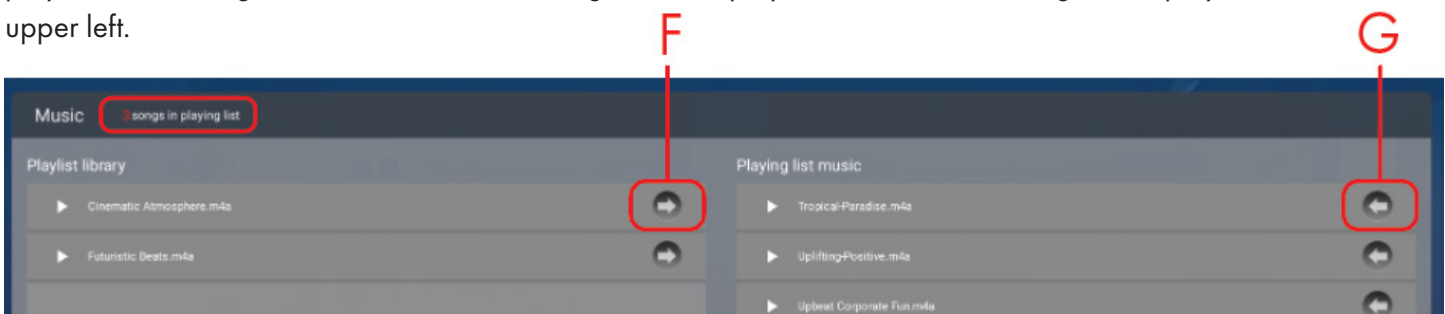 upper left.
F
G
Music 3 songs in playing list
Playlist library
Playing list music
Cinematic Atmosphere.m4a
Tropical-Paradise.m4a
Futuristic Beats.m4a
Uplifting-Positive.m4a
Upbeat Corporate Fun.m4a